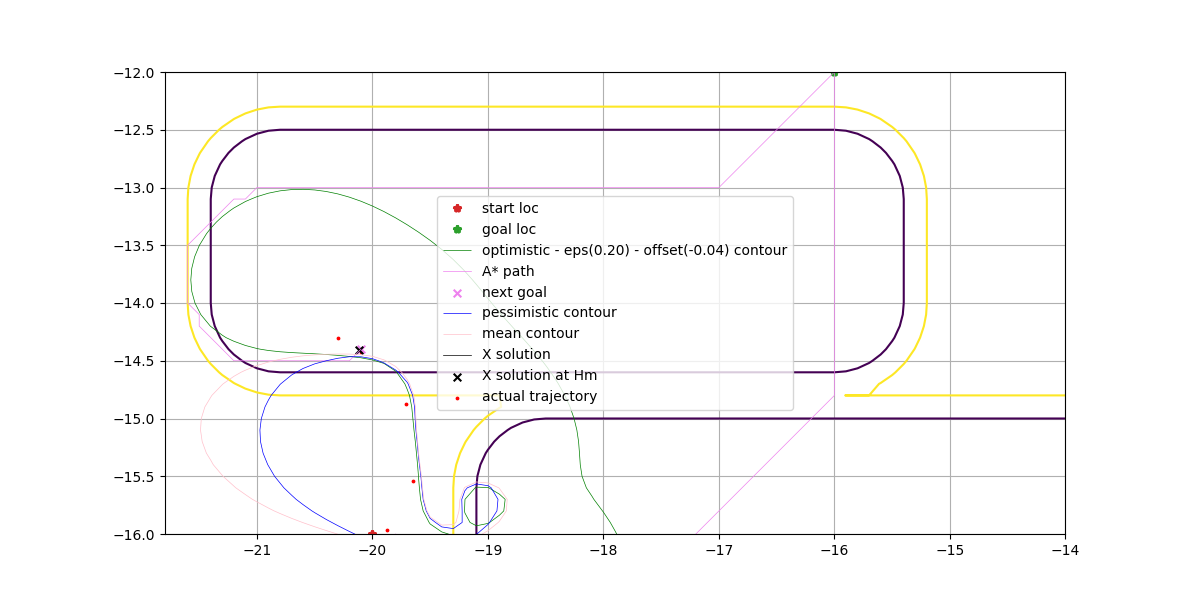 −12.0
−12.5
−13.0
−13.5
−14.0
−14.5
−15.0
−15.5
−16.0
start loc
goal loc
optimistic - eps(0.20) - offset(-0.04) contour
A* path
next goal
pessimistic contour
mean contour
X solution
X solution at Hm
actual trajectory
−21 −20 −19 −18 −17 −16 −15 −14